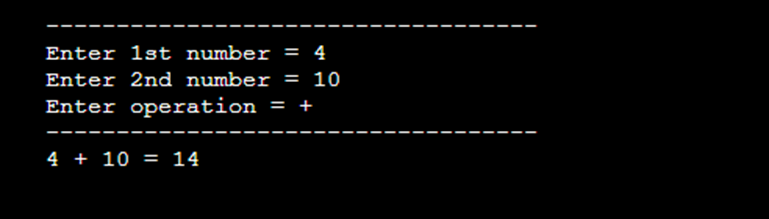 -----------------------------------
Enter 1st number = 4
Enter 2nd number = 10
Enter operation = +
-----------------------------------
4 + 10 = 14